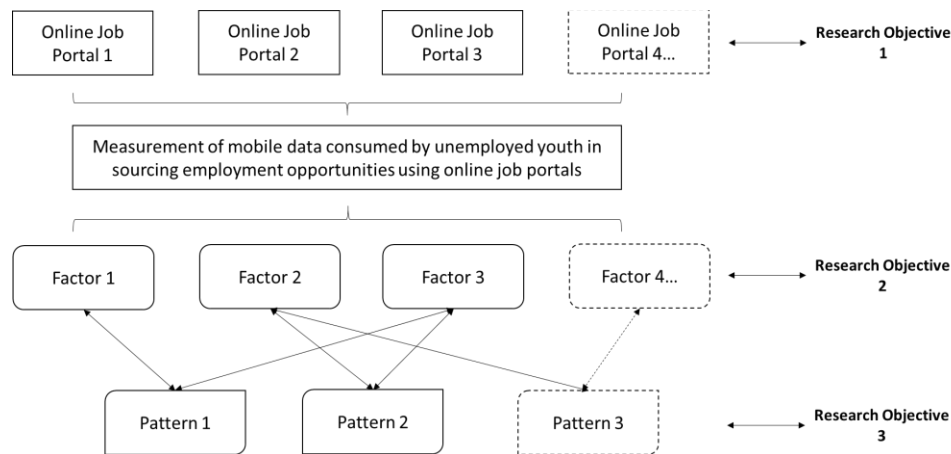 Online Job
Portal 1
Online Job
Portal 2
Online Job
Portal 3
Online Job
Portal 4...
Research Objective
1
Measurement of mobile data consumed by unemployed youth in
sourcing employment opportunities using online job portals
Factor 1
Factor 2
Factor 3
Factor 4...
Research Objective
2
Pattern 1
Pattern 2
Pattern 3
Research Objective
3